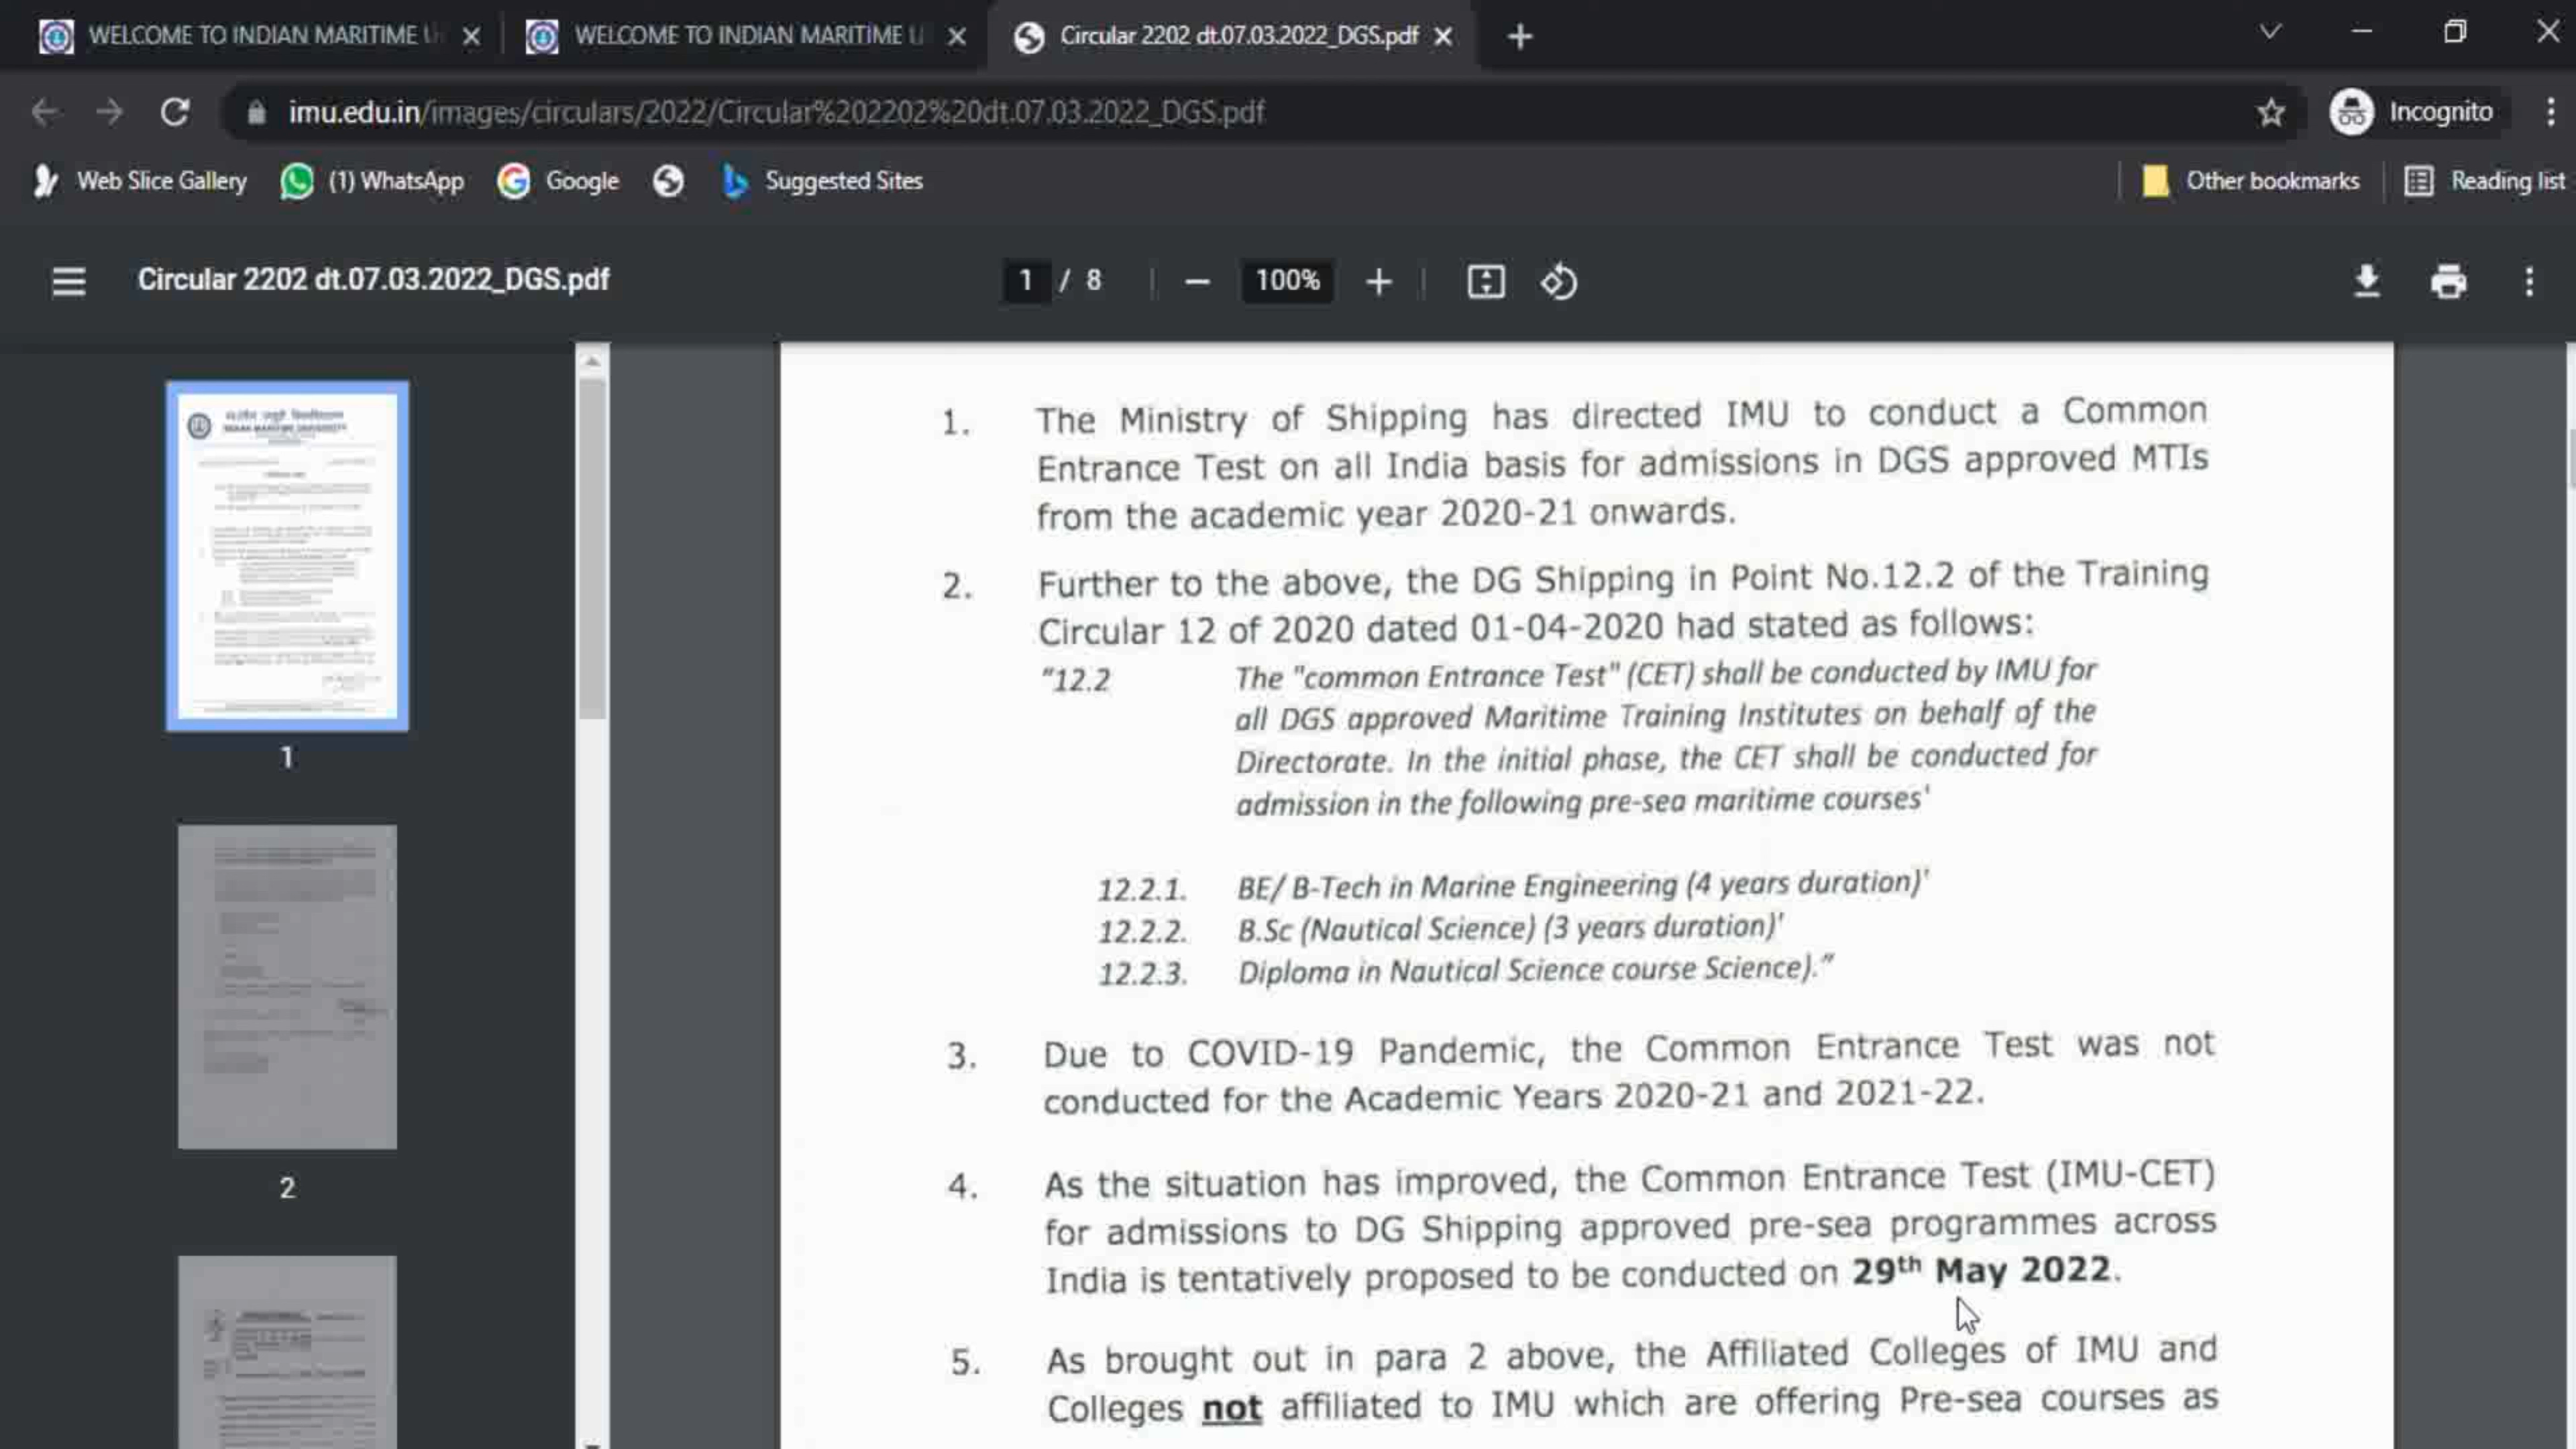 WELCOME TO INDIAN MARITIME U
WELCOME TO INDIAN MARITIME U
Circular 2202 dt.07.03.2022_DGS.pdf
imu.edu.in/images/circulars/2022/Circular%202202%20dt.07.03.2022_DGS.pdf
Incognito
Web Slice Gallery
(1) WhatsApp
Google
Suggested Sites
Other bookmarks
Reading list
Circular 2202 dt.07.03.2022_DGS.pdf
1 / 8
100%
1
2
1. The Ministry of Shipping has directed IMU to conduct a Common
Entrance Test on all India basis for admissions in DGS approved MTIs
from the academic year 2020-21 onwards.
2. Further to the above, the DG Shipping in Point No.12.2 of the Training
Circular 12 of 2020 dated 01-04-2020 had stated as follows:
"12.2 The "common Entrance Test" (CET) shall be conducted by IMU for
all DGS approved Maritime Training Institutes on behalf of the
Directorate. In the initial phase, the CET shall be conducted for
admission in the following pre-sea maritime courses'
12.2.1. BE/ B-Tech in Marine Engineering (4 years duration)'
12.2.2. B.Sc (Nautical Science) (3 years duration)'
12.2.3. Diploma in Nautical Science course Science)."
3. Due to COVID-19 Pandemic, the Common Entrance Test was not
conducted for the Academic Years 2020-21 and 2021-22.
4. As the situation has improved, the Common Entrance Test (IMU-CET)
for admissions to DG Shipping approved pre-sea programmes across
India is tentatively proposed to be conducted on 29th May 2022.
5. As brought out in para 2 above, the Affiliated Colleges of IMU and
Colleges not affiliated to IMU which are offering Pre-sea courses as